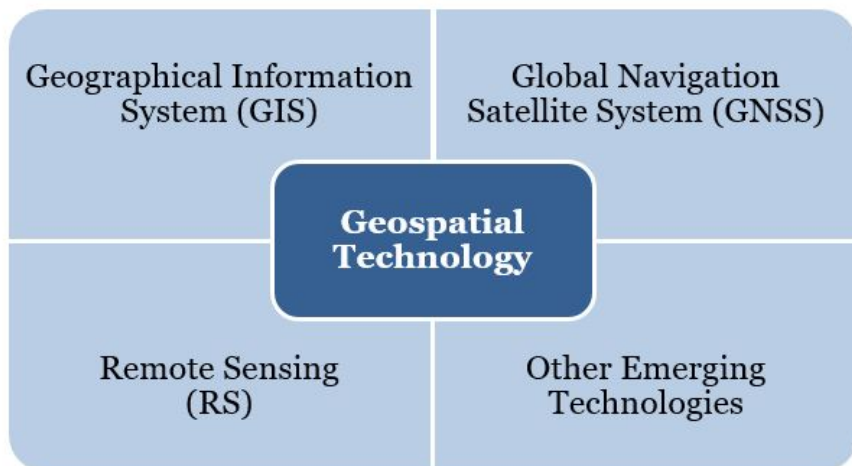 Geographical Information
System (GIS)
Global Navigation
Satellite System (GNSS)
Geospatial
Technology
Remote Sensing
(RS)
Other Emerging
Technologies